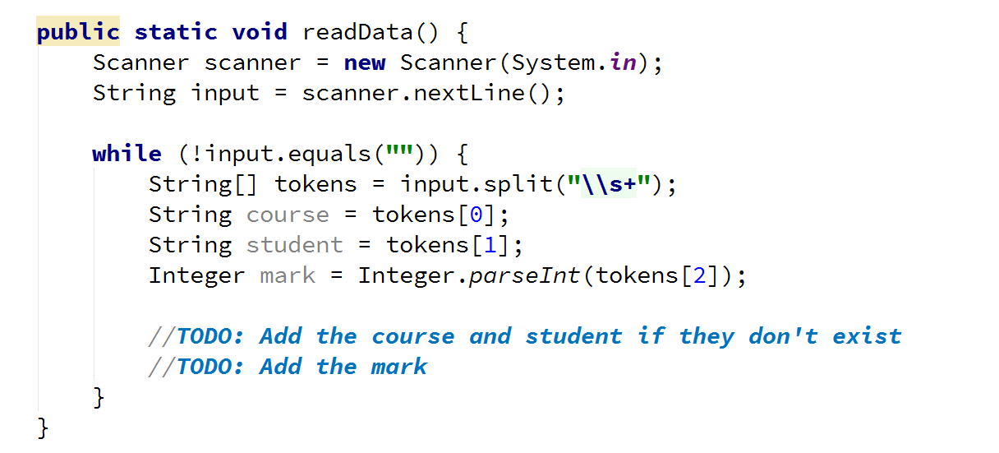 public static void readData() {
    Scanner scanner = new Scanner(System.in);
    String input = scanner.nextLine();

    while (!input.equals("")) {
        String[] tokens = input.split("\\s+");
        String course = tokens[0];
        String student = tokens[1];
        Integer mark = Integer.parseInt(tokens[2]);

        //TODO: Add the course and student if they don't exist
        //TODO: Add the mark
    }
}